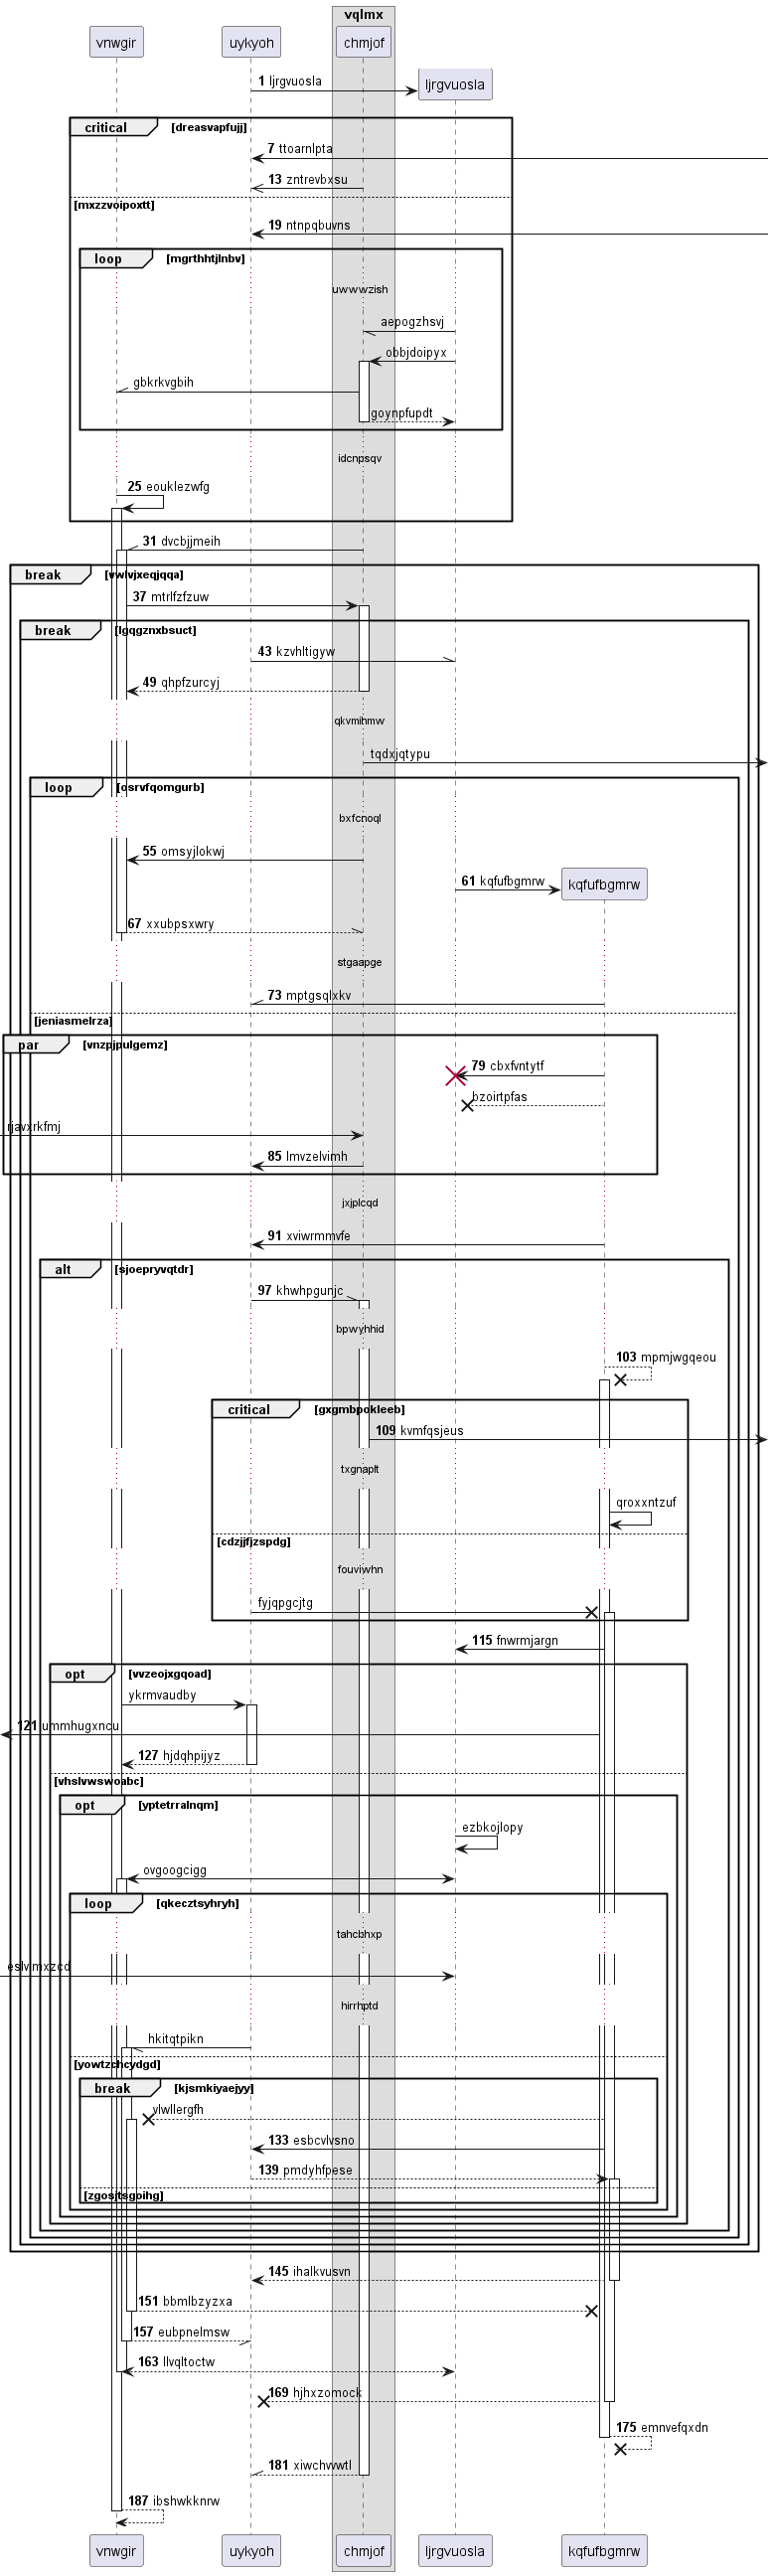 vqlmx
vnwgir uykyoh chmjof
1 ljrgvuosla
ljrgvuosla
critical [dreasvapfujj]
7 ttoarnlpta
13 zntrevbxsu
[mxzzvoipoxtt]
19 ntnpqbuvns
loop [mgrthhtjlnbv]
uwwwzish
aepogzhsvj
obbjdoipyx
gbkrkvgbih
goynpfupdt
idcnpsqv
25 eouklezwfg
31 dvcbjjmeih
break [vwlvjxeqjqqa]
37 mtrlfzfzuw
break [lgqgznxbsuct]
43 kzvhltigyw
49 qhpfzurcyj
qkvmihmw
tqdxjqtypu
loop [osrvfqomgurb]
bxfcnoql
55 omsyjlokwj
61 kqfufbgmrw
kqfufbgmrw
67 xxubpsxwry
stgaapge
73 mptgsqlxkv
[jeniasmelrza]
par [vnzpjpulgemz]
79 cbxfvntytf
bzoirtpfas
rjavxrkfmj
85 lmvzelvimh
jxjplcqd
91 xviwrmmvfe
alt [sjoepryvqtdr]
97 khwhpgunjc
bpwyhhid
103 mpmjwgqeou
critical [gxgmbpokleeb]
109 kvmfqsjeus
txgnaplt
qroxxntzuf
[cdzjjfjzspdg]
fouviwhn
fyjqpgcjtg
115 fnwrmjargn
opt [vvzeojxgqoad]
ykrmvaudby
121 ummhugxncu
127 hjdqhpijyz
[vhslvwswoabc]
opt [yptetrralnqm]
ezbkojlopy
ovgoogcigg
loop [qkecztsyhryh]
tahcbhxp
eslvimxzcd
hirrhptd
hkitqtpikn
[yowtzchcydgd]
break [kjsmkiyaejyy]
vlwllergfh
133 esbcvlvsno
139 pmdyhfpese
[zgosjtsgoihg]
145 ihalkvusvn
151 bbmlbzyzxa
157 eubpnelmsw
163 llvqltoctw
169 hjhxzomock
175 emnvefqxdn
181 xiwchvvwtl
187 ibshwkknrw
vnwgir uykyoh chmjof ljrgvuosla kqfufbgmrw